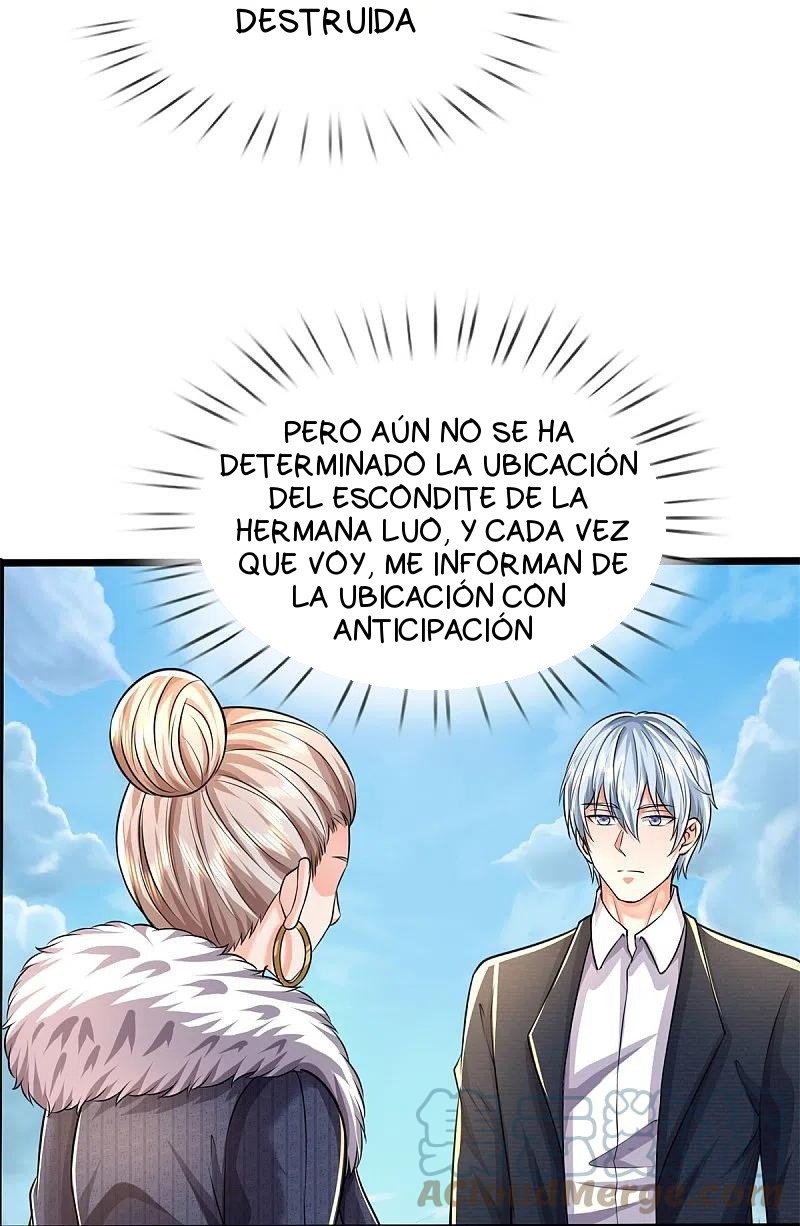 DESTRUIDA
PERO AÚN NO SE HA
DETERMINADO LA UBICACIÓN
DEL ESCONDITE DE LA
HERMANA LUO, Y CADA VEZ
QUE VOY, ME INFORMAN DE
LA UBICACIÓN CON
ANTICIPACIÓN
ACloudMerge.com